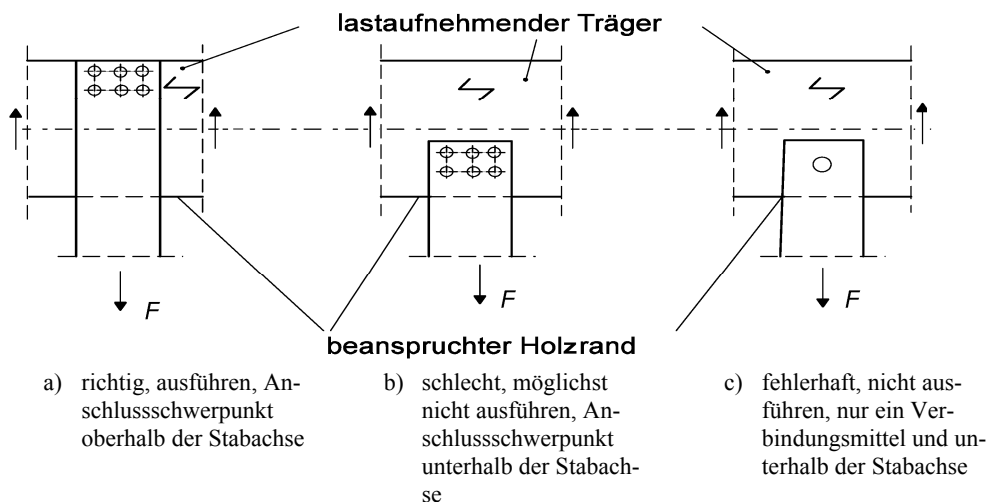 lastaufnehmender Träger
F
F
F
beanspruchter Holzrand
a) richtig, ausführen, An-
schlussschwerpunkt
oberhalb der Stabachse
b) schlecht, möglichst
nicht ausführen, An-
schlussschwerpunkt
unterhalb der Stabach-
se
c) fehlerhaft, nicht aus-
führen, nur ein Ver-
bindungsmittel und un-
terhalb der Stabachse